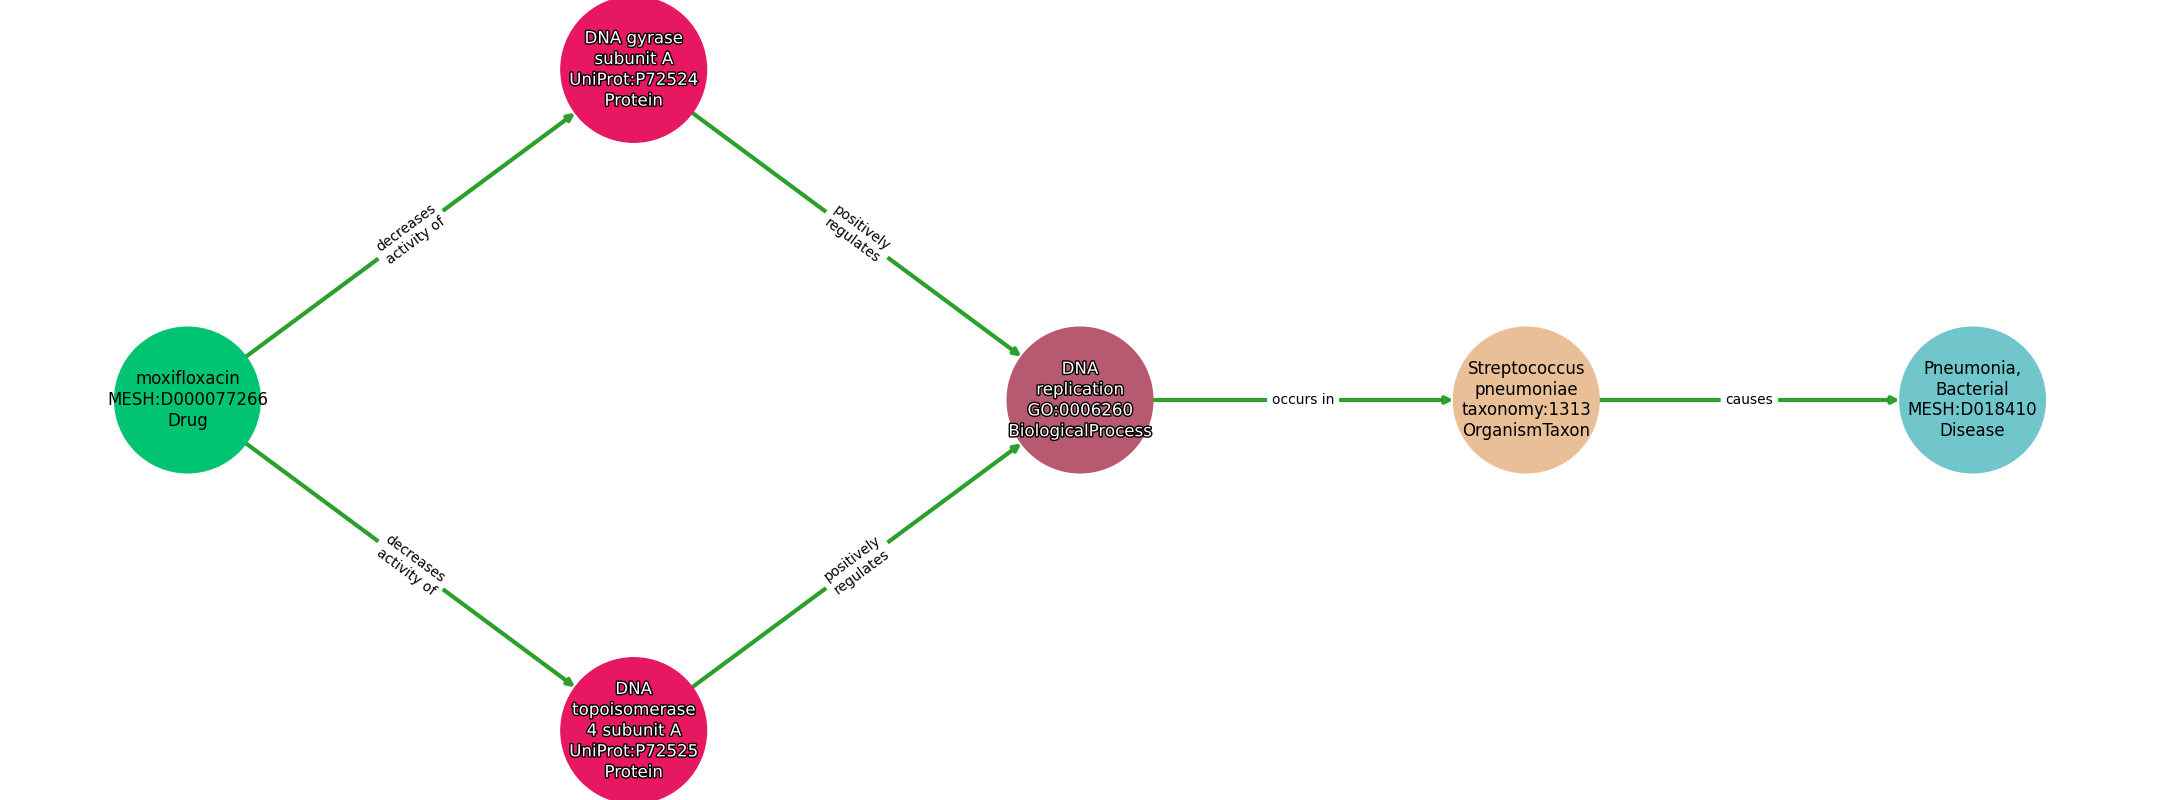 DNA gyrase
subunit A
UniProt:P72524
Protein
decreases
activity of
positively
regulates
moxifloxacin
MESH:D000077266
Drug
DNA
replication
GO:0006260
BiologicalProcess
occurs in
Streptococcus
pneumoniae
taxonomy:1313
OrganismTaxon
causes
Pneumonia,
Bacterial
MESH:D018410
Disease
decreases
activity of
positively
regulates
DNA
topoisomerase
4 subunit A
UniProt:P72525
Protein